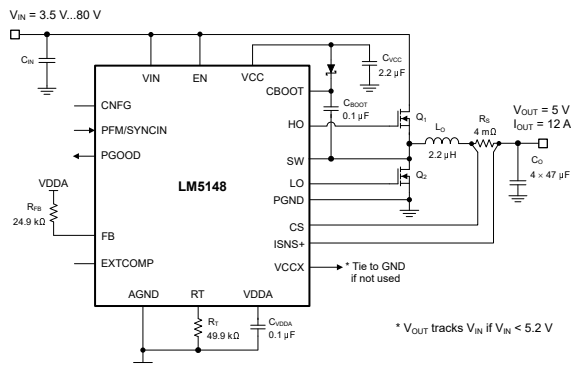 V_IN = 3.5 V...80 V
C_IN
VIN
EN
VCC
C_VCC
2.2 μF
CBOOT
C_BOOT
0.1 μF
CNFG
HO
Q₁
PFM/SYNCIN
L_O
2.2 μH
R_S
4 mΩ
V_OUT = 5 V
I_OUT = 12 A
PGOOD
SW
C_O
4 × 47 μF
LM5148
LO
Q₂
VDDA
PGND
R_FB
24.9 kΩ
CS
FB
ISNS+
EXTCOMP
VCCX
* Tie to GND
if not used
AGND
RT
VDDA
R_T
49.9 kΩ
C_VDDA
0.1 μF
* V_OUT tracks V_IN if V_IN < 5.2 V